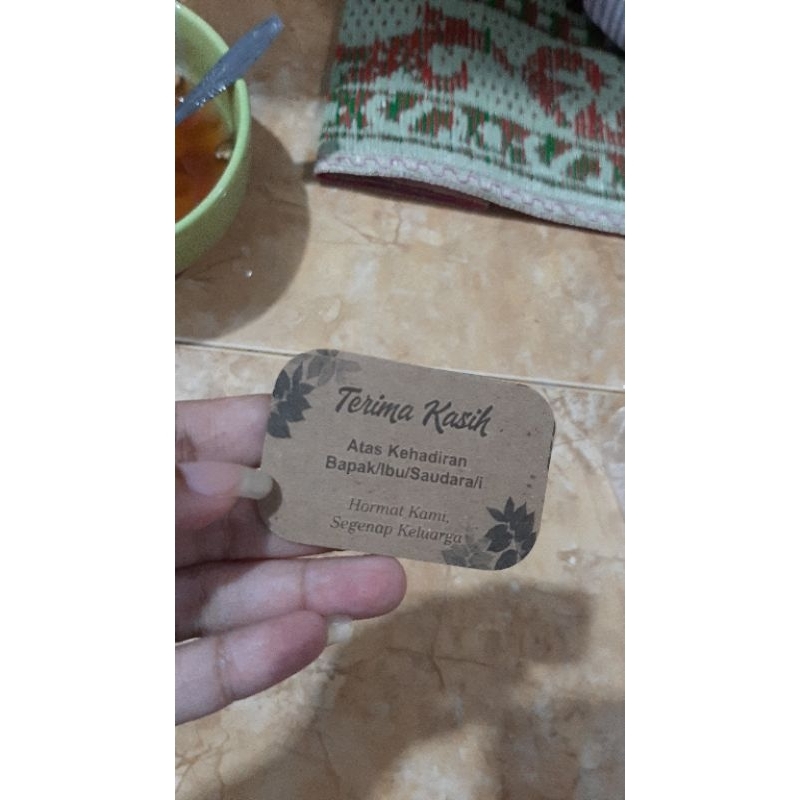 Terima Kasih
Atas Kehadiran
Bapak/Ibu/Saudara/i
Hormat Kami,
Segenap Keluarga